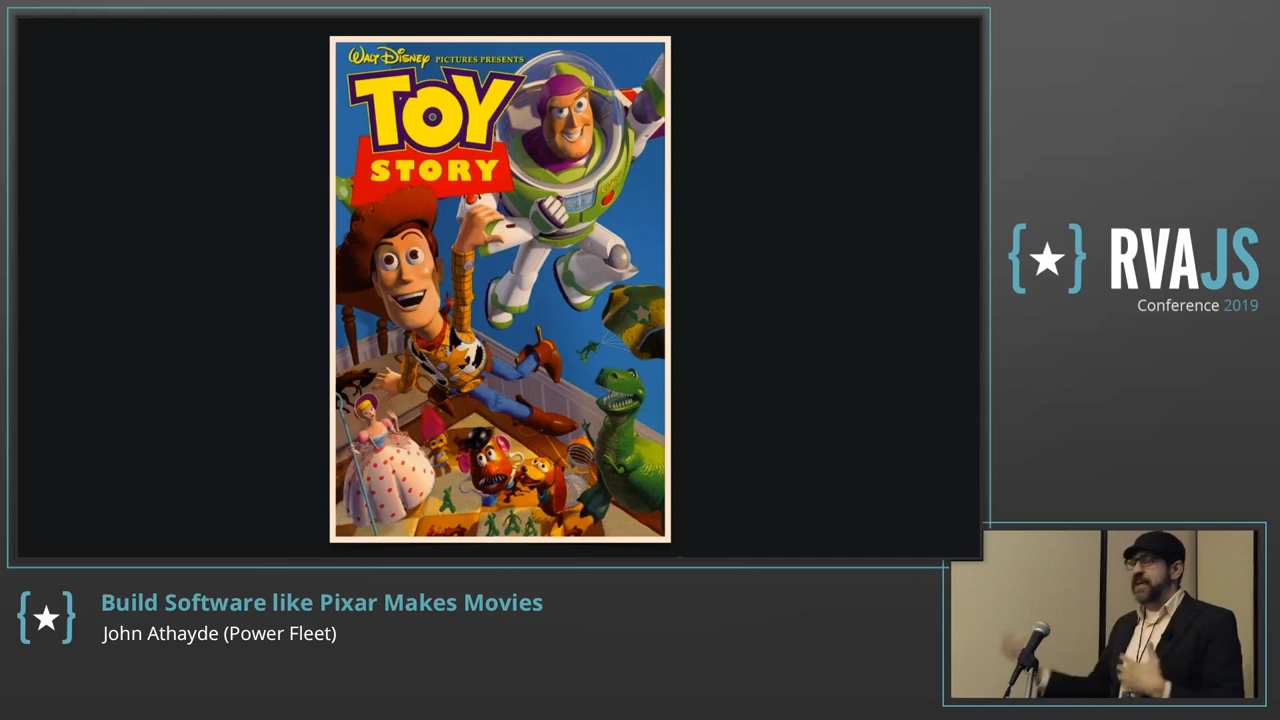 WALT DISNEY PICTURES PRESENTS
TOY
STORY
{★} RVAJS
Conference 2019
{★}
Build Software like Pixar Makes Movies
John Athayde (Power Fleet)